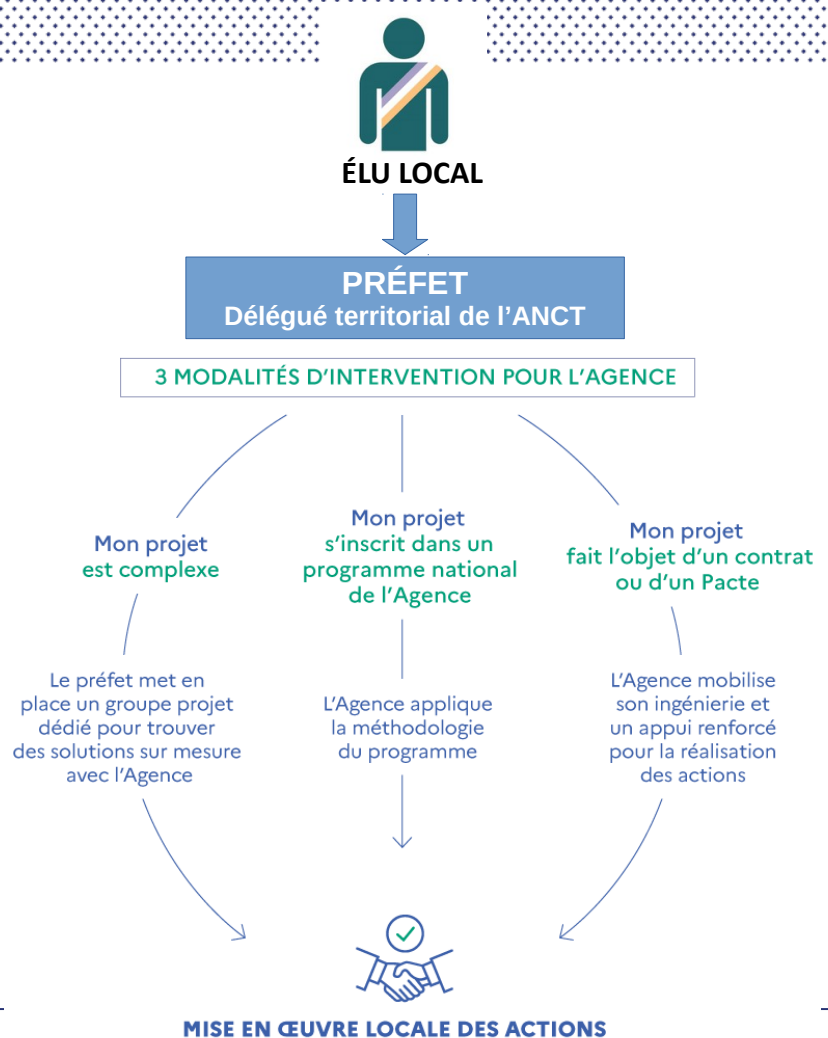 ÉLU LOCAL
PRÉFET
Délégué territorial de l’ANCT
3 MODALITÉS D’INTERVENTION POUR L’AGENCE
Mon projet
est complexe
Mon projet
s’inscrit dans un
programme national
de l’Agence
Mon projet
fait l’objet d’un contrat
ou d’un Pacte
Le préfet met en
place un groupe projet
dédié pour trouver
des solutions sur mesure
avec l’Agence
L’Agence applique
la méthodologie
du programme
L’Agence mobilise
son ingénierie et
un appui renforcé
pour la réalisation
des actions
MISE EN ŒUVRE LOCALE DES ACTIONS